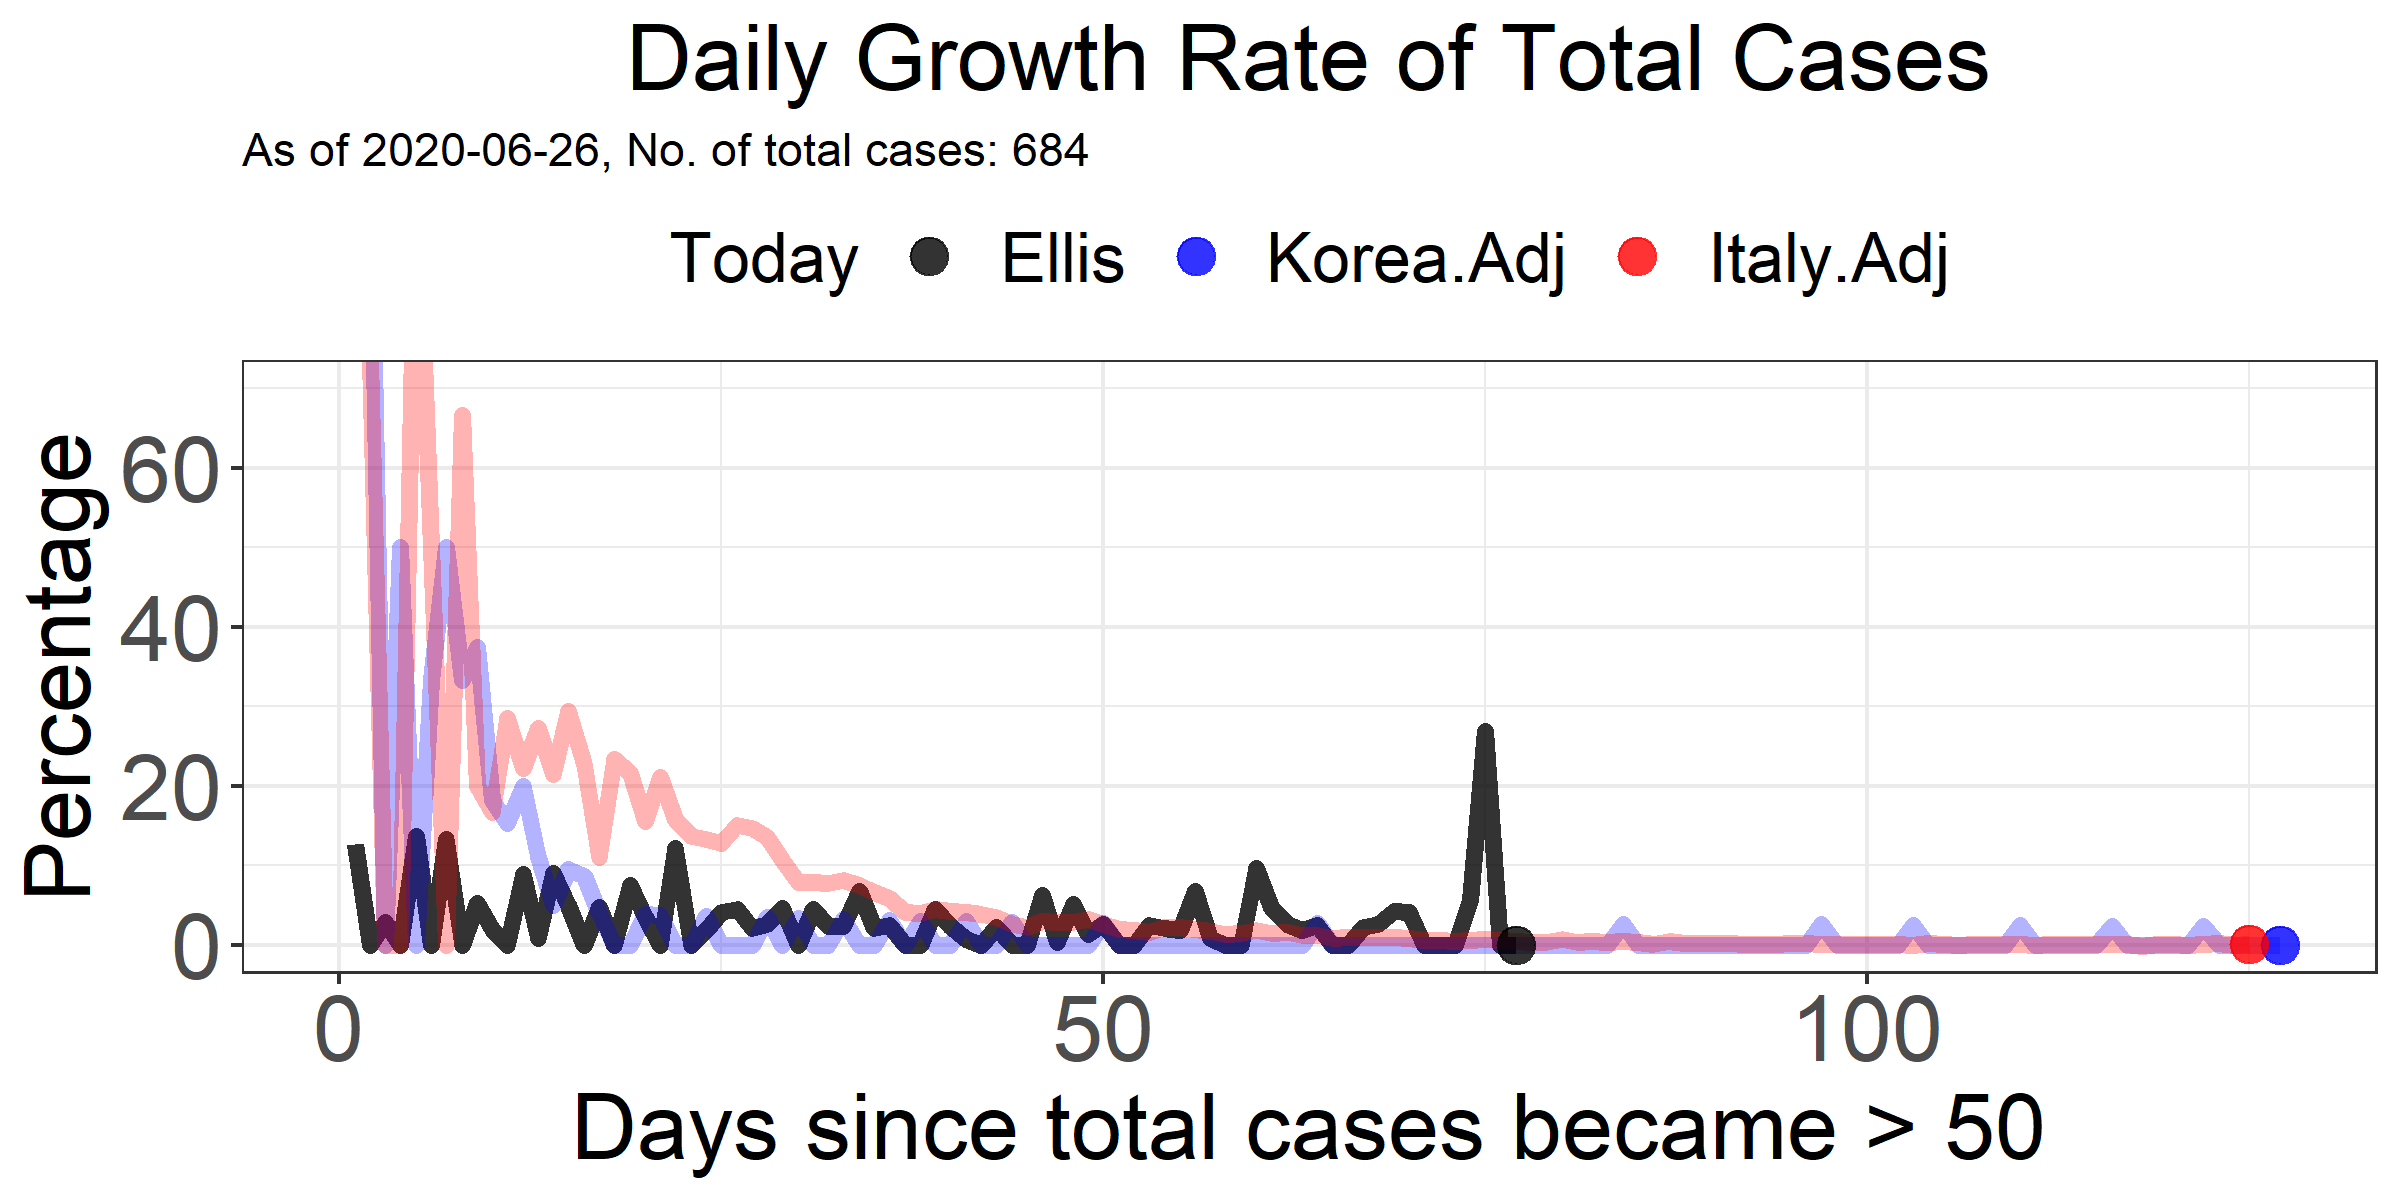 Daily Growth Rate of Total Cases
As of 2020-06-26, No. of total cases: 684
Today Ellis Korea.Adj Italy.Adj
Percentage
60
40
20
0
0 50 100
Days since total cases became > 50